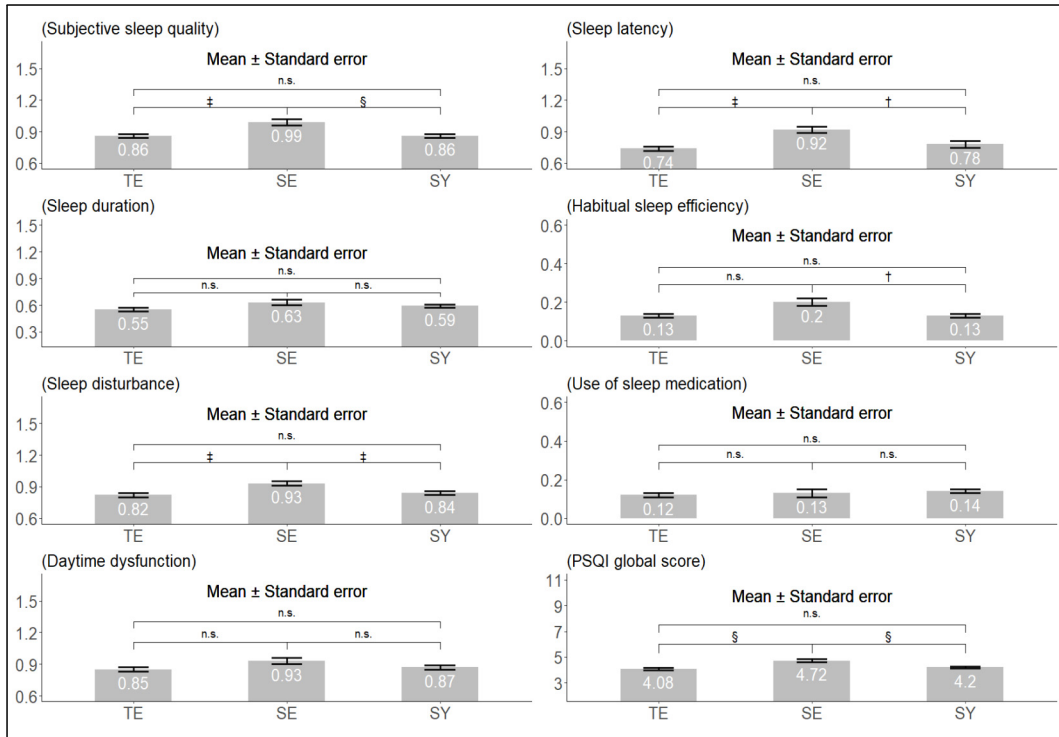 (Subjective sleep quality)
Mean ± Standard error
1.5
1.2
0.9
0.6
n.s.
‡
§
0.86
0.99
0.86
TE
SE
SY
(Sleep latency)
Mean ± Standard error
1.5
1.2
0.9
0.6
n.s.
‡
†
0.74
0.92
0.78
TE
SE
SY
(Sleep duration)
Mean ± Standard error
1.5
1.2
0.9
0.6
0.3
n.s.
n.s.
n.s.
0.55
0.63
0.59
TE
SE
SY
(Habitual sleep efficiency)
Mean ± Standard error
0.6
0.4
0.2
0.0
n.s.
n.s.
†
0.13
0.2
0.13
TE
SE
SY
(Sleep disturbance)
Mean ± Standard error
1.5
1.2
0.9
0.6
n.s.
‡
‡
0.82
0.93
0.84
TE
SE
SY
(Use of sleep medication)
Mean ± Standard error
0.6
0.4
0.2
0.0
n.s.
n.s.
n.s.
0.12
0.13
0.14
TE
SE
SY
(Daytime dysfunction)
Mean ± Standard error
1.5
1.2
0.9
0.6
n.s.
n.s.
n.s.
0.85
0.93
0.87
TE
SE
SY
(PSQI global score)
Mean ± Standard error
11
9
7
5
3
n.s.
§
§
4.08
4.72
4.2
TE
SE
SY